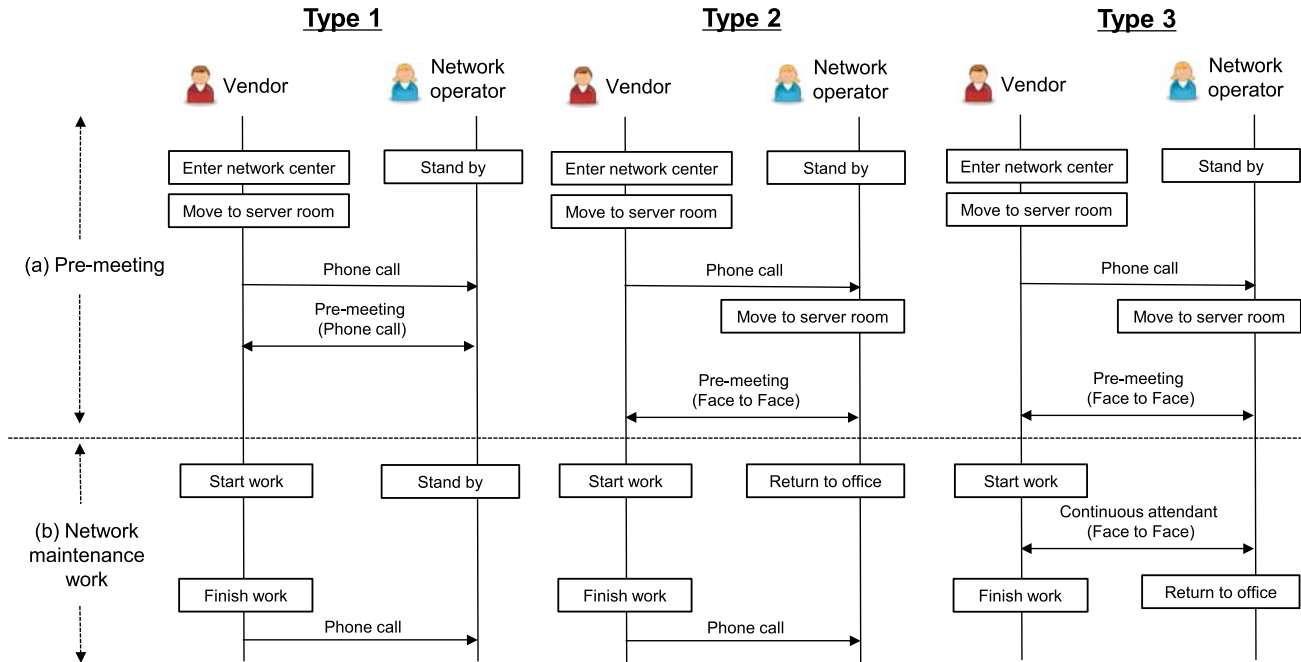 Type 1
Type 2
Type 3
Vendor
Network
operator
Vendor
Network
operator
Vendor
Network
operator
(a) Pre-meeting
Enter network center
Stand by
Move to server room
Phone call
Pre-meeting
(Phone call)
Enter network center
Stand by
Move to server room
Phone call
Move to server room
Pre-meeting
(Face to Face)
Enter network center
Stand by
Move to server room
Phone call
Move to server room
Pre-meeting
(Face to Face)
(b) Network
maintenance
work
Start work
Stand by
Finish work
Phone call
Start work
Return to office
Finish work
Phone call
Start work
Continuous attendant
(Face to Face)
Finish work
Return to office